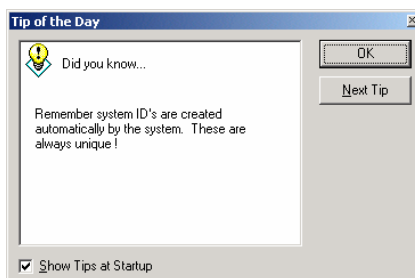 Tip of the Day
Did you know...
OK
Next Tip
Remember system ID's are created
automatically by the system. These are
always unique !
Show Tips at Startup